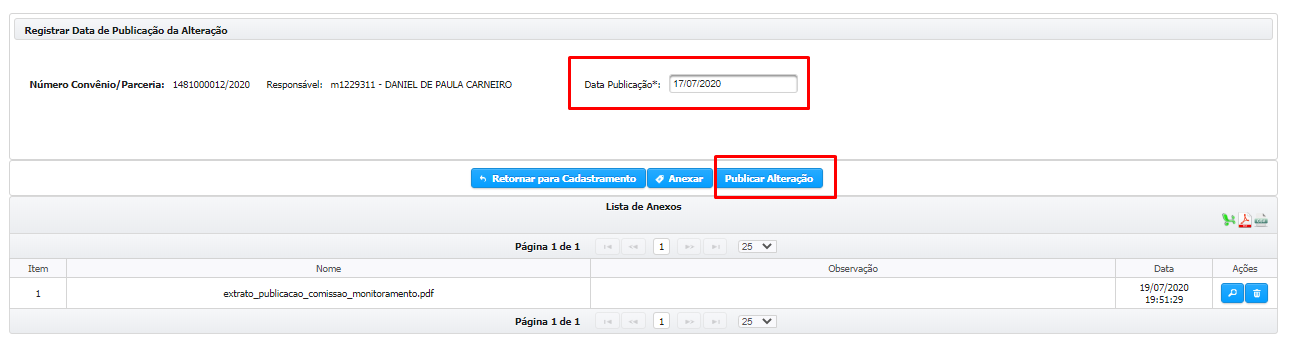 Registrar Data de Publicação da Alteração
Número Convênio/Parceria: 1481000012/2020 Responsável: m1229311 - DANIEL DE PAULA CARNEIRO Data Publicação*: 17/07/2020
Retornar para Cadastramento Anexar Publicar Alteração
Lista de Anexos
Página 1 de 1 1 25
Item Nome Observação Data Ações
1 extrato_publicacao_comissao_monitoramento.pdf 19/07/2020
19:51:29
Página 1 de 1 1 25